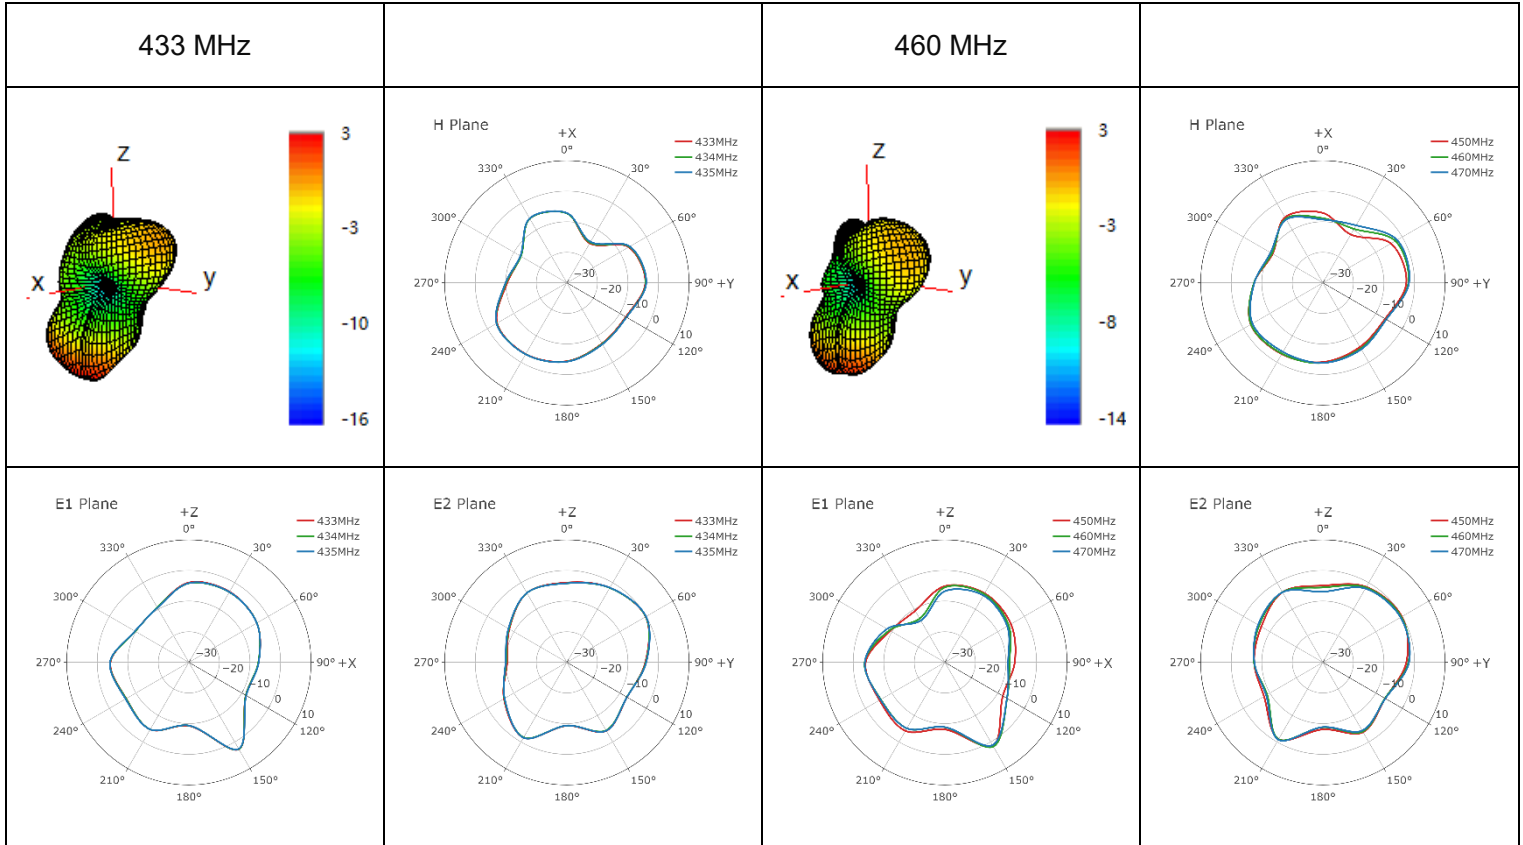 433 MHz
460 MHz
3
-3
-10
-16
z
x
y
H Plane
+X
0°
433MHz
434MHz
435MHz
330°
30°
300°
60°
270°
90° +Y
−30
−20
−10
0
10
240°
120°
210°
150°
180°
3
-3
-8
-14
z
x
y
H Plane
+X
0°
450MHz
460MHz
470MHz
330°
30°
300°
60°
270°
90° +Y
−30
−20
−10
0
10
240°
120°
210°
150°
180°
E1 Plane
+Z
0°
433MHz
434MHz
435MHz
330°
30°
300°
60°
270°
90° +X
−30
−20
−10
0
10
240°
120°
210°
150°
180°
E2 Plane
+Z
0°
433MHz
434MHz
435MHz
330°
30°
300°
60°
270°
90° +Y
−30
−20
−10
0
10
240°
120°
210°
150°
180°
E1 Plane
+Z
0°
450MHz
460MHz
470MHz
330°
30°
300°
60°
270°
90° +X
−30
−20
−10
0
10
240°
120°
210°
150°
180°
E2 Plane
+Z
0°
450MHz
460MHz
470MHz
330°
30°
300°
60°
270°
90° +Y
−30
−20
−10
0
10
240°
120°
210°
150°
180°